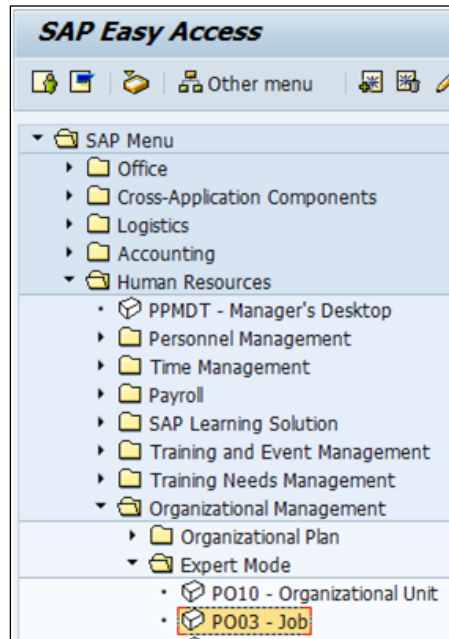 SAP Easy Access
Other menu
SAP Menu
Office
Cross-Application Components
Logistics
Accounting
Human Resources
PPMDT - Manager's Desktop
Personnel Management
Time Management
Payroll
SAP Learning Solution
Training and Event Management
Training Needs Management
Organizational Management
Organizational Plan
Expert Mode
PO10 - Organizational Unit
PO03 - Job